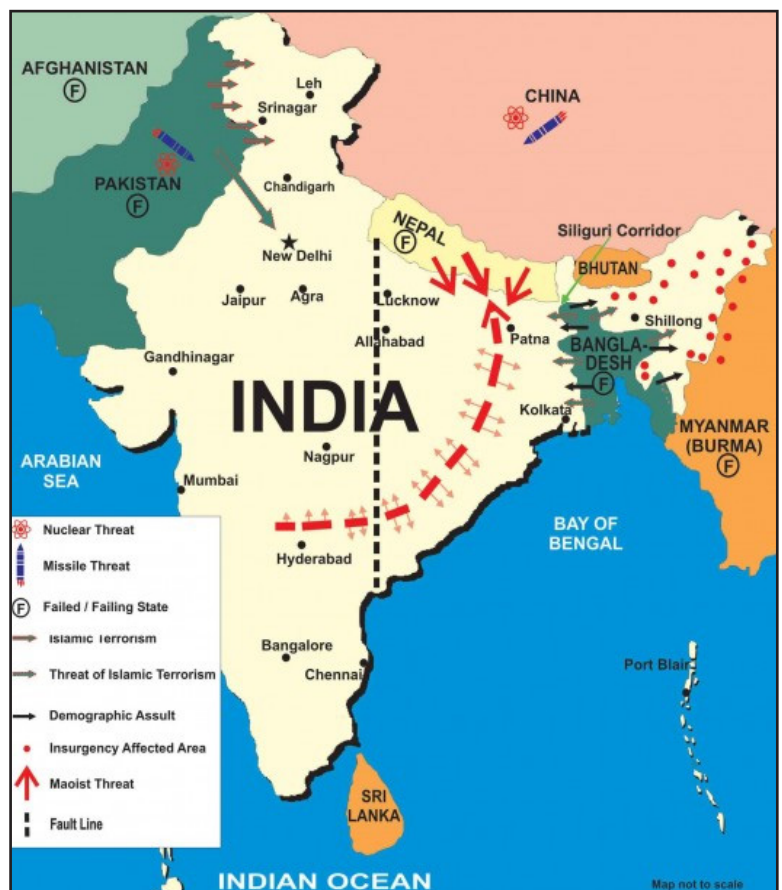 AFGHANISTAN
F
Leh
Srinagar
CHINA
PAKISTAN
F
Chandigarh
New Delhi
NEPAL
F
Siliguri Corridor
BHUTAN
Jaipur
Agra
Lucknow
Shillong
Allahabad
Patna
BANGLA-
DESH
F
Gandhinagar
INDIA
Kolkata
MYANMAR
(BURMA)
F
ARABIAN
SEA
Nagpur
Mumbai
BAY OF
BENGAL
Hyderabad
Bangalore
Chennai
Port Blair
SRI
LANKA
INDIAN OCEAN
Map not to scale
Nuclear Threat
Missile Threat
F Failed / Failing State
Islamic Terrorism
Threat of Islamic Terrorism
Demographic Assult
Insurgency Affected Area
Maoist Threat
Fault Line